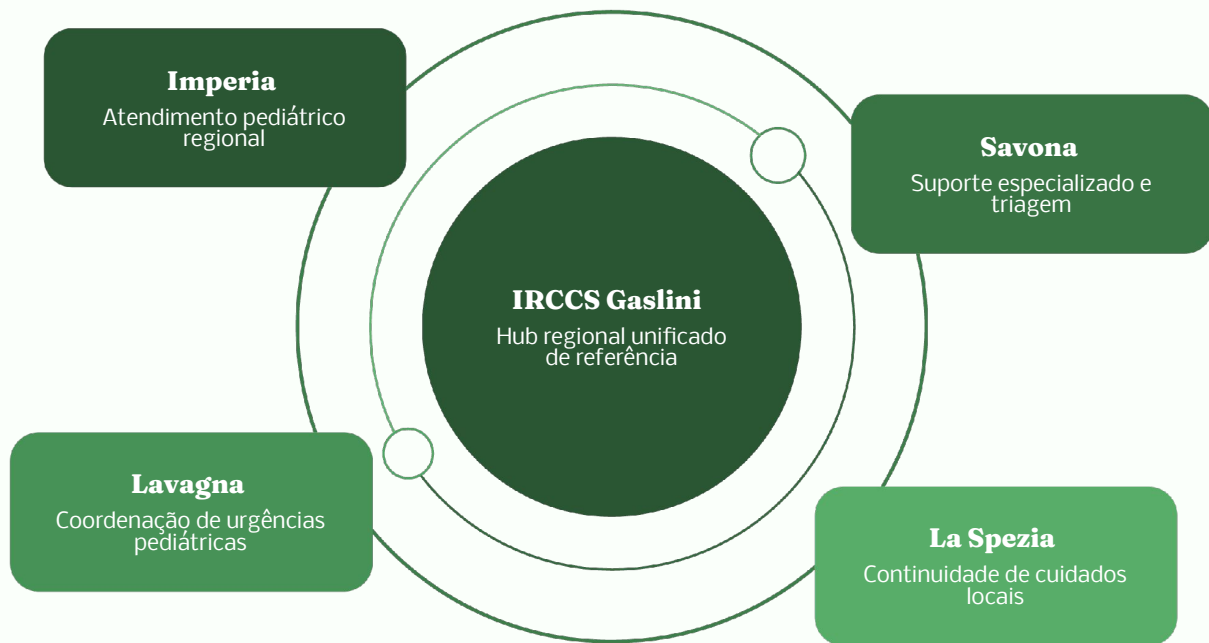 Imperia
Atendimento pediátrico
regional
Savona
Suporte especializado e
triagem
IRCCS Gaslini
Hub regional unificado
de referência
Lavagna
Coordenação de urgências
pediátricas
La Spezia
Continuidade de cuidados
locais